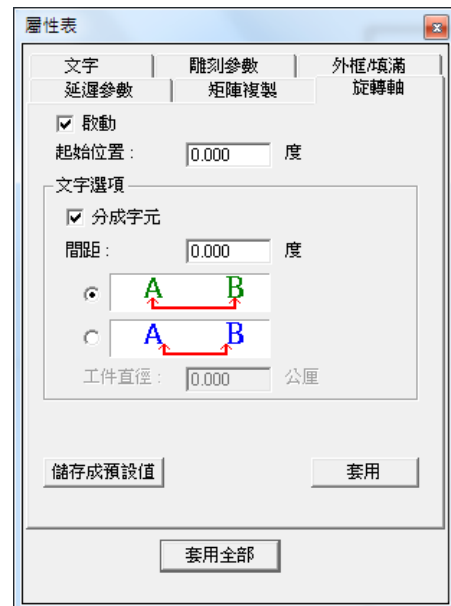 屬性表
文字 雕刻參數 外框/填滿
延遲參數 矩陣複製 旋轉軸
啟動
起始位置： 0.000 度
文字選項
分成字元
間距： 0.000 度
A B
A B
工件直徑： 0.000 公厘
儲存成預設值 套用
套用全部